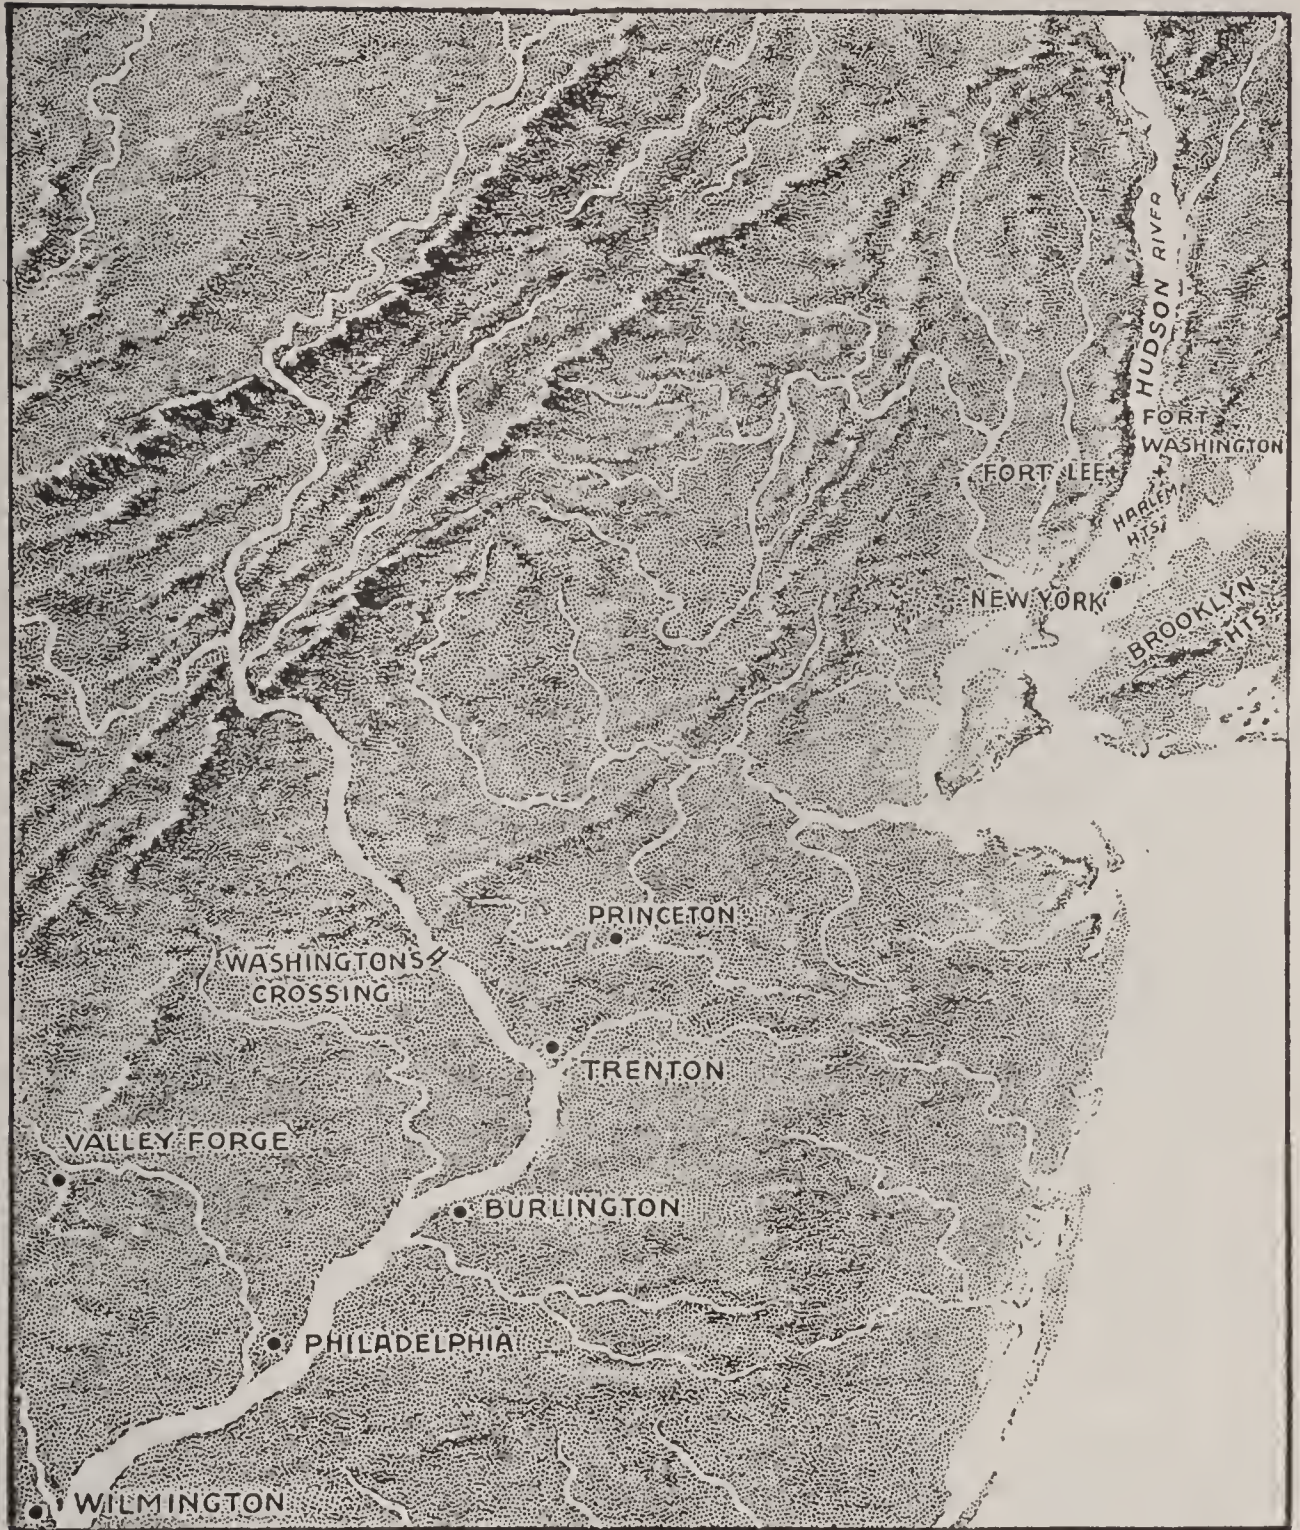 HUDSON RIVER
FORT
WASHINGTON
FORT LEE
HARLEM
HTS.
NEW YORK
BROOKLYN
HTS.
PRINCETON
WASHINGTONS
CROSSING
TRENTON
VALLEY FORGE
BURLINGTON
PHILADELPHIA
WILMINGTON